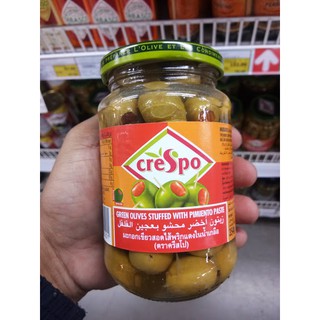 L'OLIVE ET DES
creSpo
GREEN OLIVES STUFFED WITH PIMIENTO PASTE
زيتون أخضر محشو بعجين الفلفل
มะกอกเขียวสอดไส้พริกแดงในน้ำเกลือ
(ตราครีสโป)